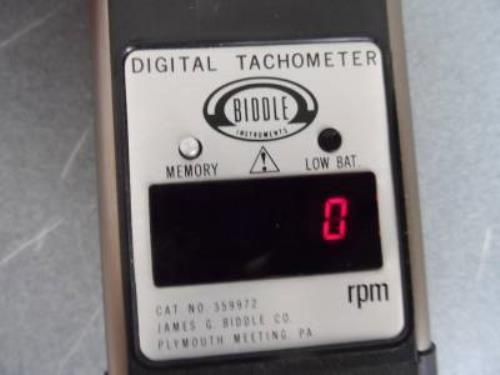 DIGITAL TACHOMETER
BIDDLE
INSTRUMENTS
MEMORY
LOW BAT.
0
rpm
CAT NO 359972
JAMES G BIDDLE CO.
PLYMOUTH MEETING, PA